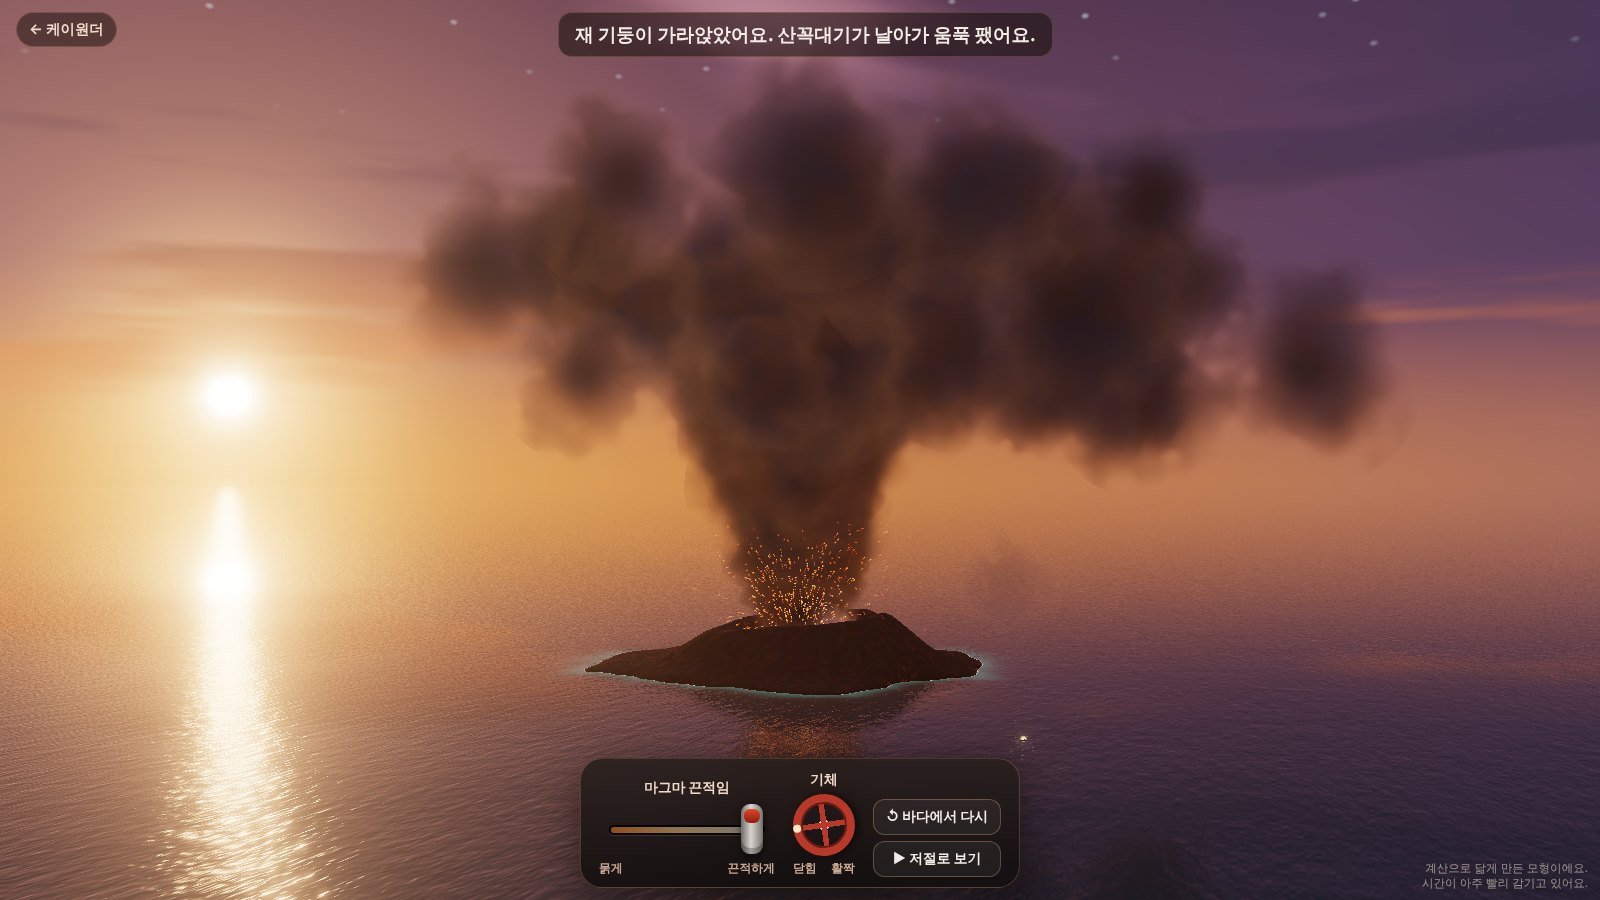 ← 케이원더
재 기둥이 가라앉았어요. 산꼭대기가 날아가 움푹 팼어요.
마그마 끈적임
기체
묽게
끈적하게
닫힘
활짝
바다에서 다시
▶ 저절로 보기
계산으로 닮게 만든 모형이에요.
시간이 아주 빨리 감기고 있어요.